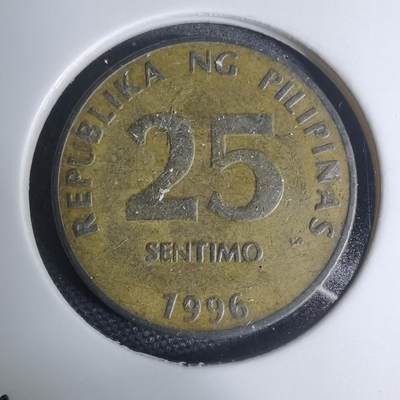 REPUBLIKA NG PILIPINAS
25
SENTIMO
1996